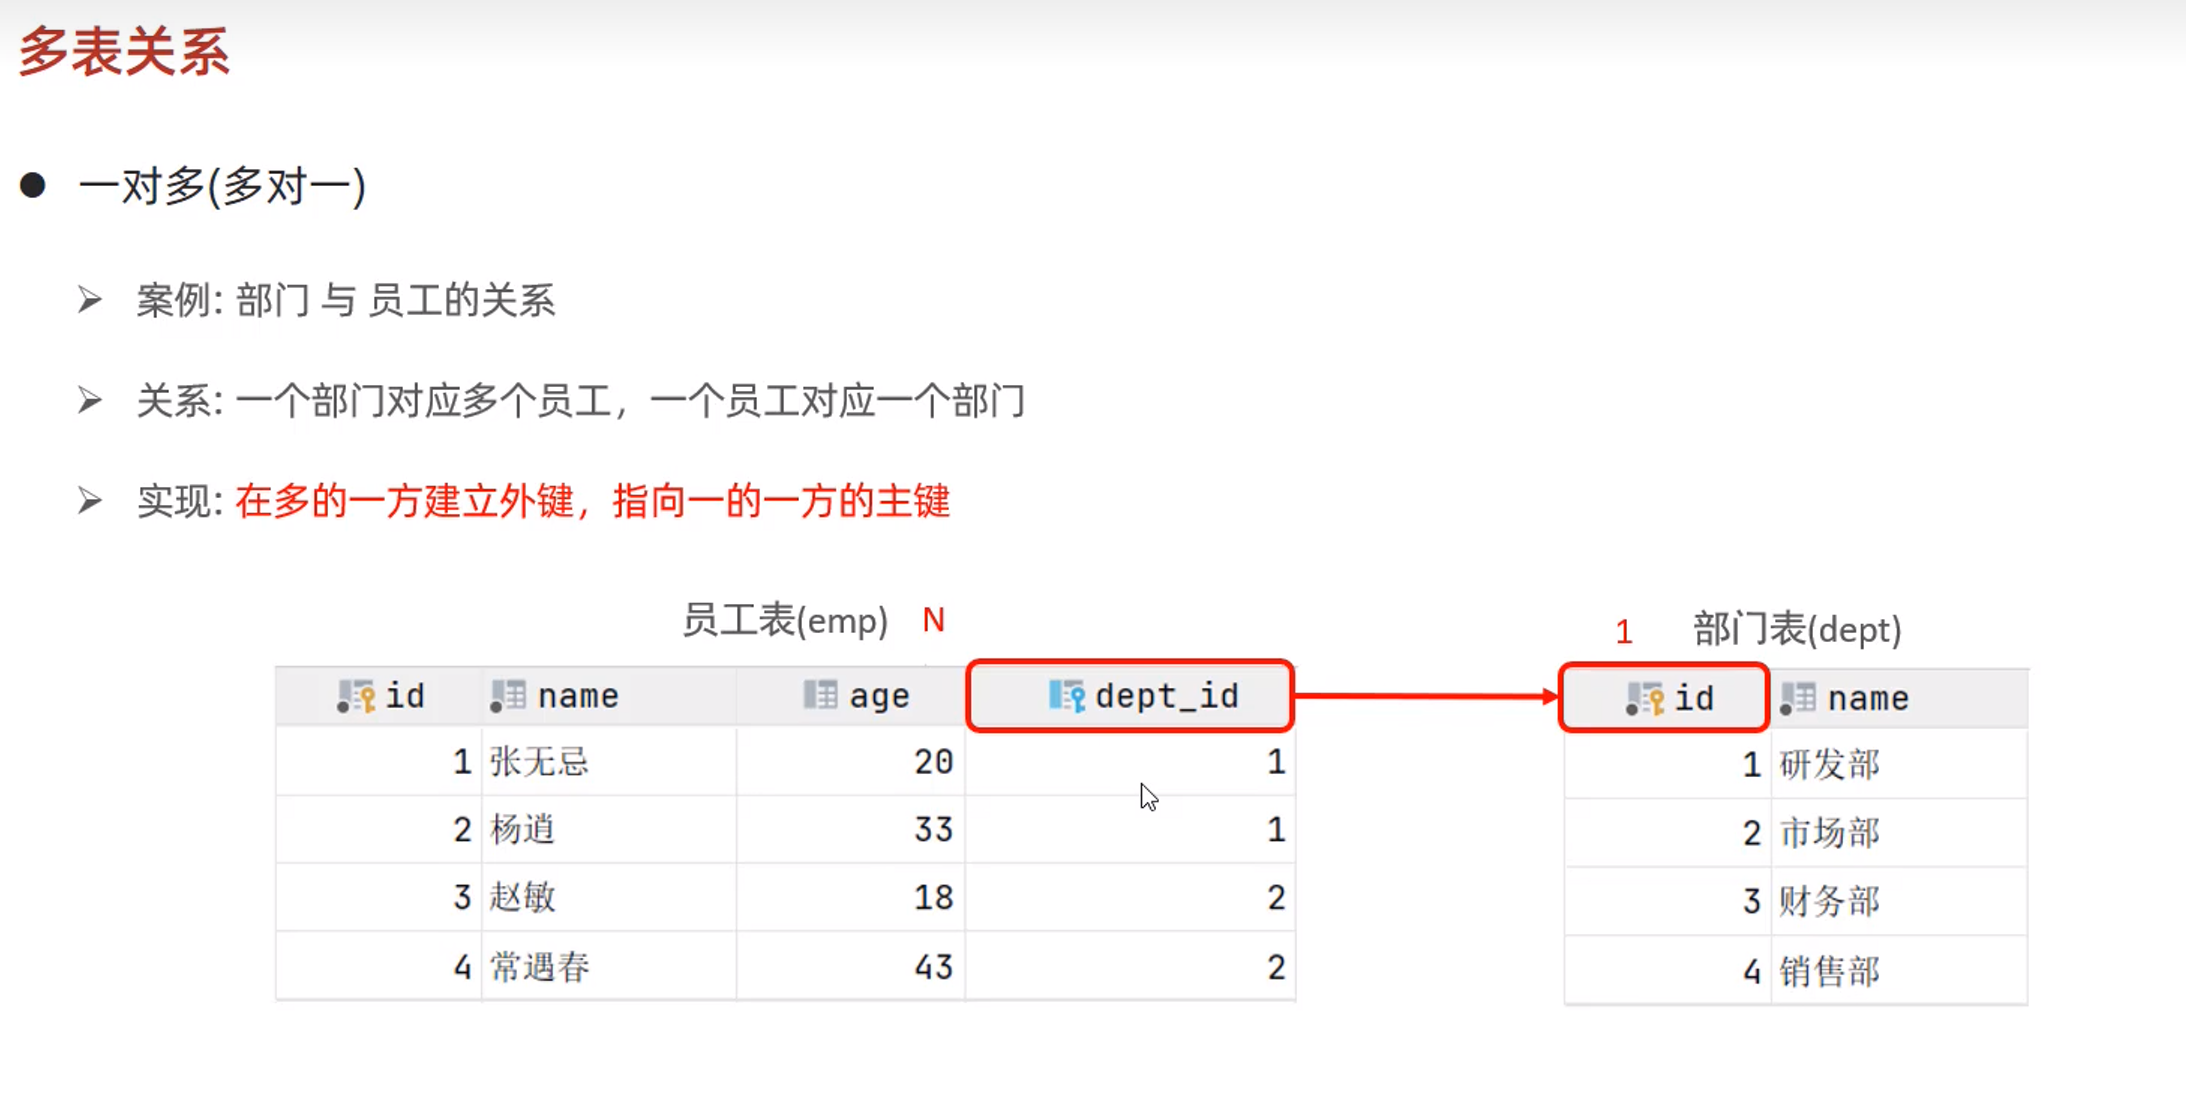 多表关系
一对多(多对一)
案例: 部门 与 员工的关系
关系: 一个部门对应多个员工，一个员工对应一个部门
实现: 在多的一方建立外键，指向一的一方的主键
员工表(emp) N
id name age dept_id
1 张无忌 20 1
2 杨逍 33 1
3 赵敏 18 2
4 常遇春 43 2
1 部门表(dept)
id name
1 研发部
2 市场部
3 财务部
4 销售部